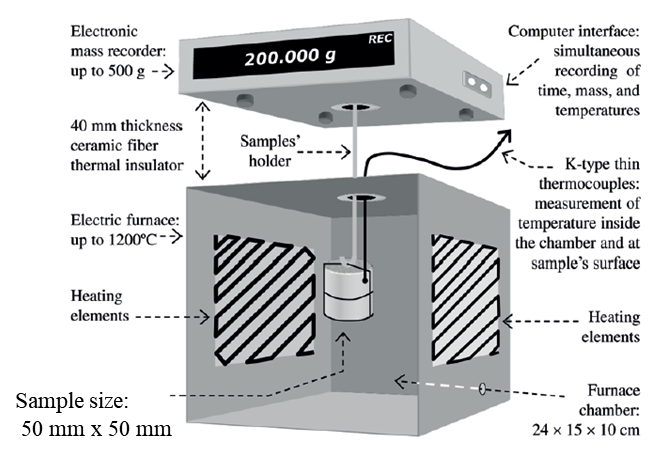 Electronic
mass recorder:
up to 500 g
REC
200.000 g
Computer interface:
simultaneous
recording of
time, mass, and
temperatures
40 mm thickness
ceramic fiber
thermal insulator
Samples'
holder
K-type thin
thermocouples:
measurement of
temperature inside
the chamber and at
sample's surface
Electric furnace:
up to 1200°C
Heating
elements
Heating
elements
Sample size:
50 mm x 50 mm
Furnace
chamber:
24 × 15 × 10 cm